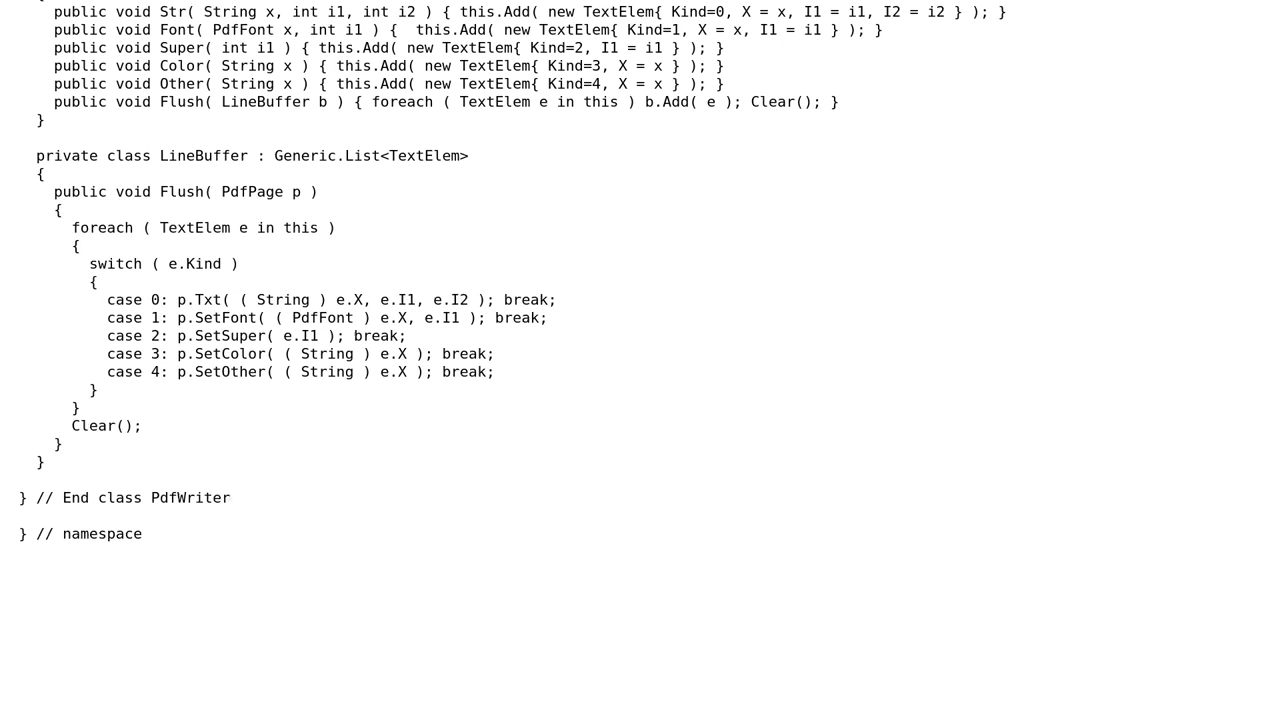 public void Str( String x, int i1, int i2 ) { this.Add( new TextElem{ Kind=0, X = x, I1 = i1, I2 = i2 } ); }
    public void Font( PdfFont x, int i1 ) {  this.Add( new TextElem{ Kind=1, X = x, I1 = i1 } ); }
    public void Super( int i1 ) { this.Add( new TextElem{ Kind=2, I1 = i1 } ); }
    public void Color( String x ) { this.Add( new TextElem{ Kind=3, X = x } ); }
    public void Other( String x ) { this.Add( new TextElem{ Kind=4, X = x } ); }
    public void Flush( LineBuffer b ) { foreach ( TextElem e in this ) b.Add( e ); Clear(); }
  }

  private class LineBuffer : Generic.List<TextElem>
  {
    public void Flush( PdfPage p )
    {
      foreach ( TextElem e in this )
      {
        switch ( e.Kind )
        {
          case 0: p.Txt( ( String ) e.X, e.I1, e.I2 ); break;
          case 1: p.SetFont( ( PdfFont ) e.X, e.I1 ); break;
          case 2: p.SetSuper( e.I1 ); break;
          case 3: p.SetColor( ( String ) e.X ); break;
          case 4: p.SetOther( ( String ) e.X ); break;
        }
      }
      Clear();
    }
  }

} // End class PdfWriter

} // namespace